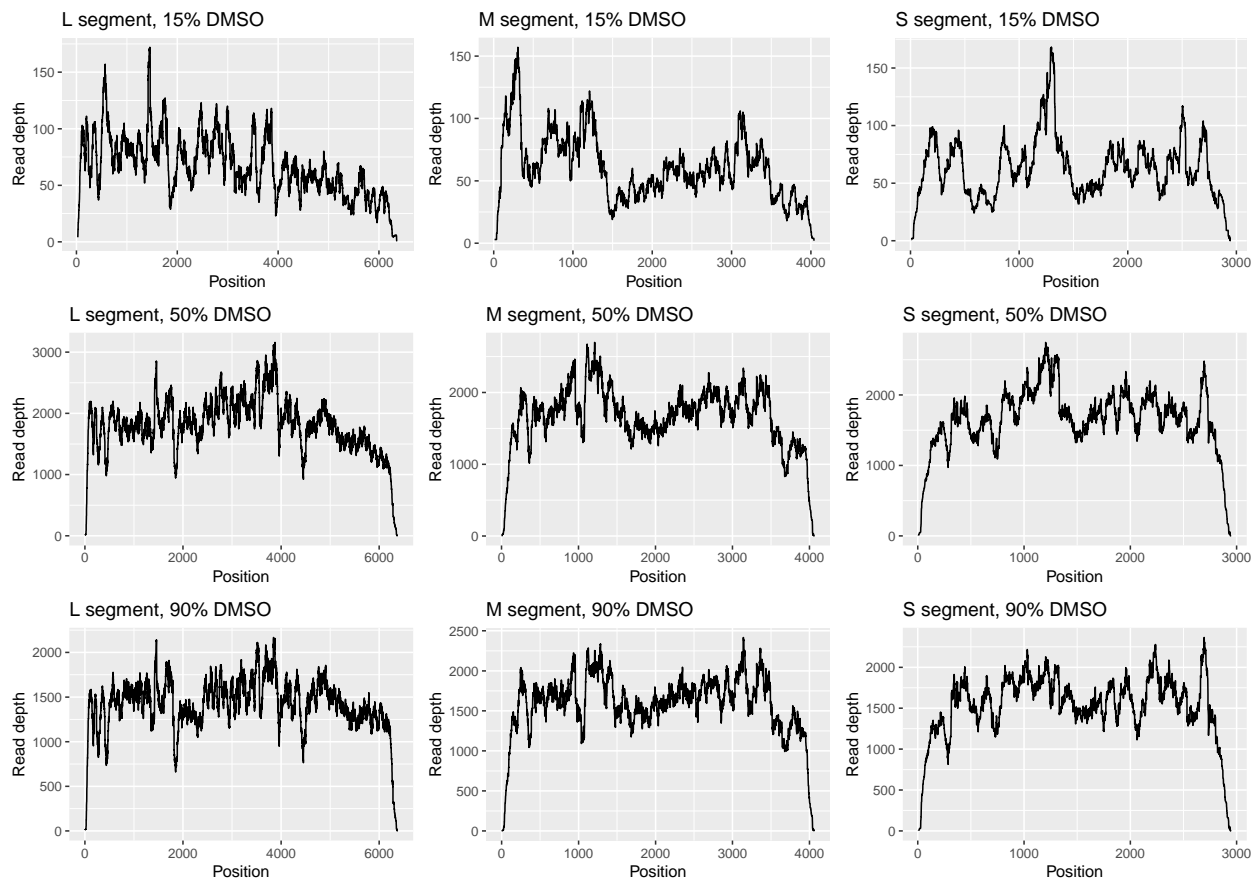 L segment, 15% DMSO
M segment, 15% DMSO
S segment, 15% DMSO
Read depth
150
100
50
0
0
2000
4000
6000
Position
Read depth
150
100
50
0
0
1000
2000
3000
4000
Position
Read depth
150
100
50
0
0
1000
2000
3000
Position
L segment, 50% DMSO
M segment, 50% DMSO
S segment, 50% DMSO
Read depth
3000
2000
1000
0
0
2000
4000
6000
Position
Read depth
2000
1000
0
0
1000
2000
3000
4000
Position
Read depth
2000
1000
0
0
1000
2000
3000
Position
L segment, 90% DMSO
M segment, 90% DMSO
S segment, 90% DMSO
Read depth
2000
1500
1000
500
0
0
2000
4000
6000
Position
Read depth
2500
2000
1500
1000
500
0
0
1000
2000
3000
4000
Position
Read depth
2000
1500
1000
500
0
0
1000
2000
3000
Position